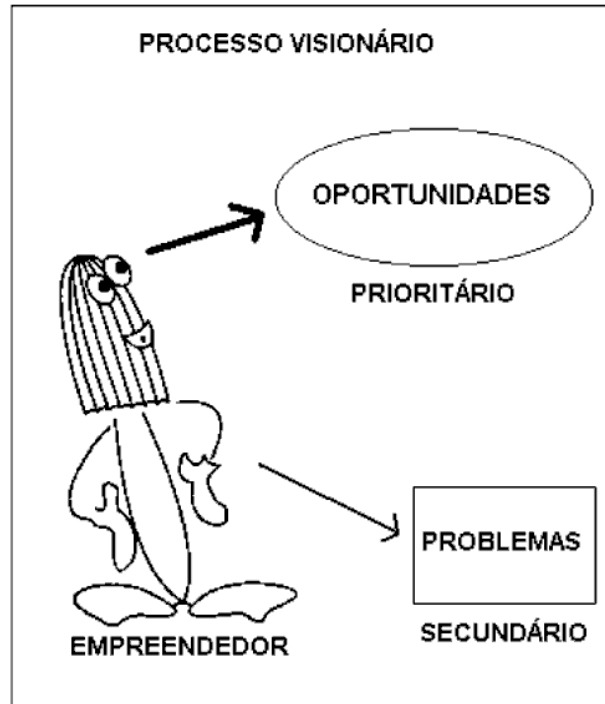 PROCESSO VISIONÁRIO
OPORTUNIDADES
PRIORITÁRIO
PROBLEMAS
SECUNDÁRIO
EMPREENDEDOR